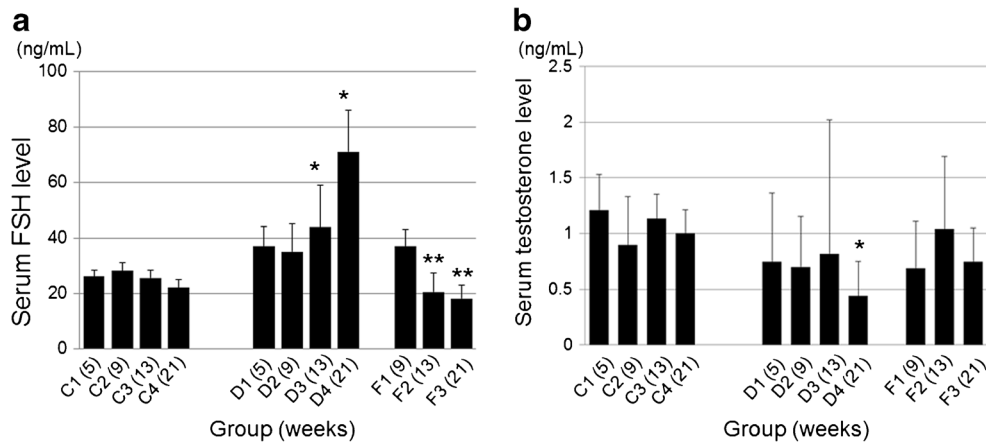 a
(ng/mL)
Serum FSH level
100
80
60
40
20
0
*
*
**
**
C1 (5)
C2 (9)
C3 (13)
C4 (21)
D1 (5)
D2 (9)
D3 (13)
D4 (21)
F1 (9)
F2 (13)
F3 (21)
Group (weeks)
b
(ng/mL)
Serum testosterone level
2.5
2
1.5
1
0.5
0
*
C1 (5)
C2 (9)
C3 (13)
C4 (21)
D1 (5)
D2 (9)
D3 (13)
D4 (21)
F1 (9)
F2 (13)
F3 (21)
Group (weeks)